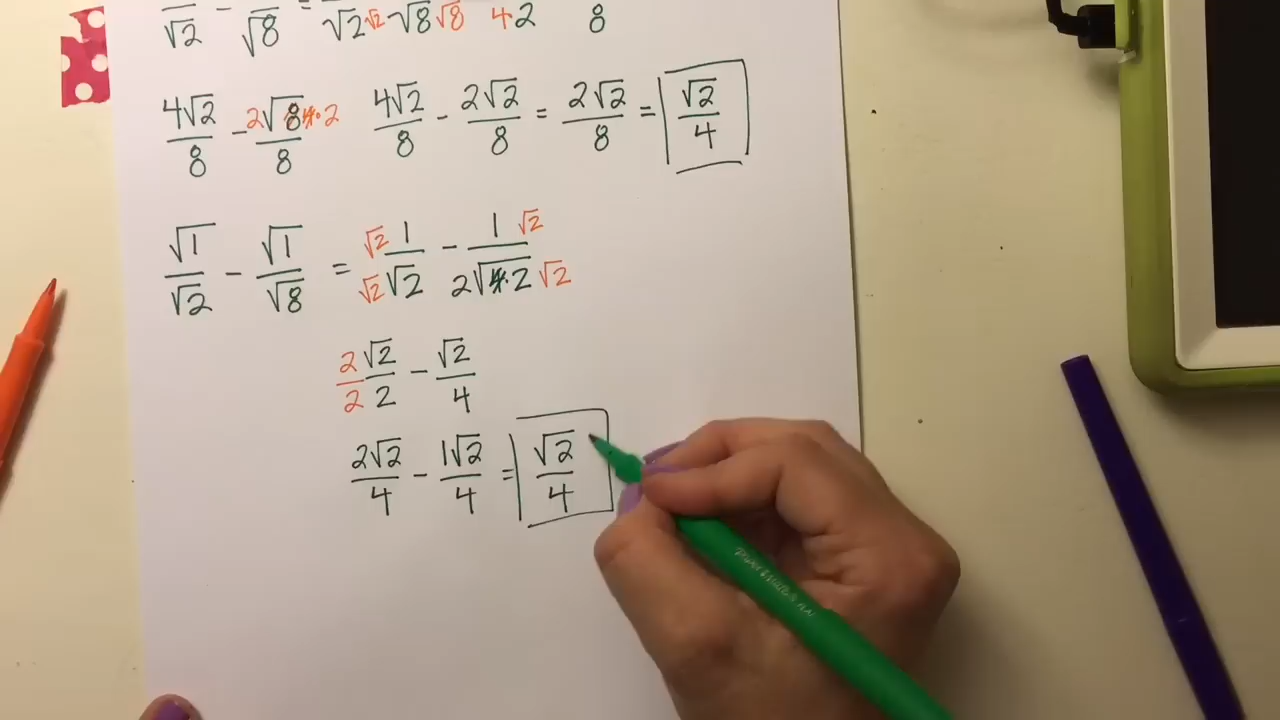 √2 - √8 = √2√2 - √8√8 4·2 8
4√2/8 - 2√8 4·2/8 4√2/8 - 2√2/8 = 2√2/8 = √2/4
√1/√2 - √1/√8 = √2 1/√2 √2 - 1 √2/2√4·2 √2
2/2 √2/2 - √2/4
2√2/4 - 1√2/4 = √2/4
Paper Mate